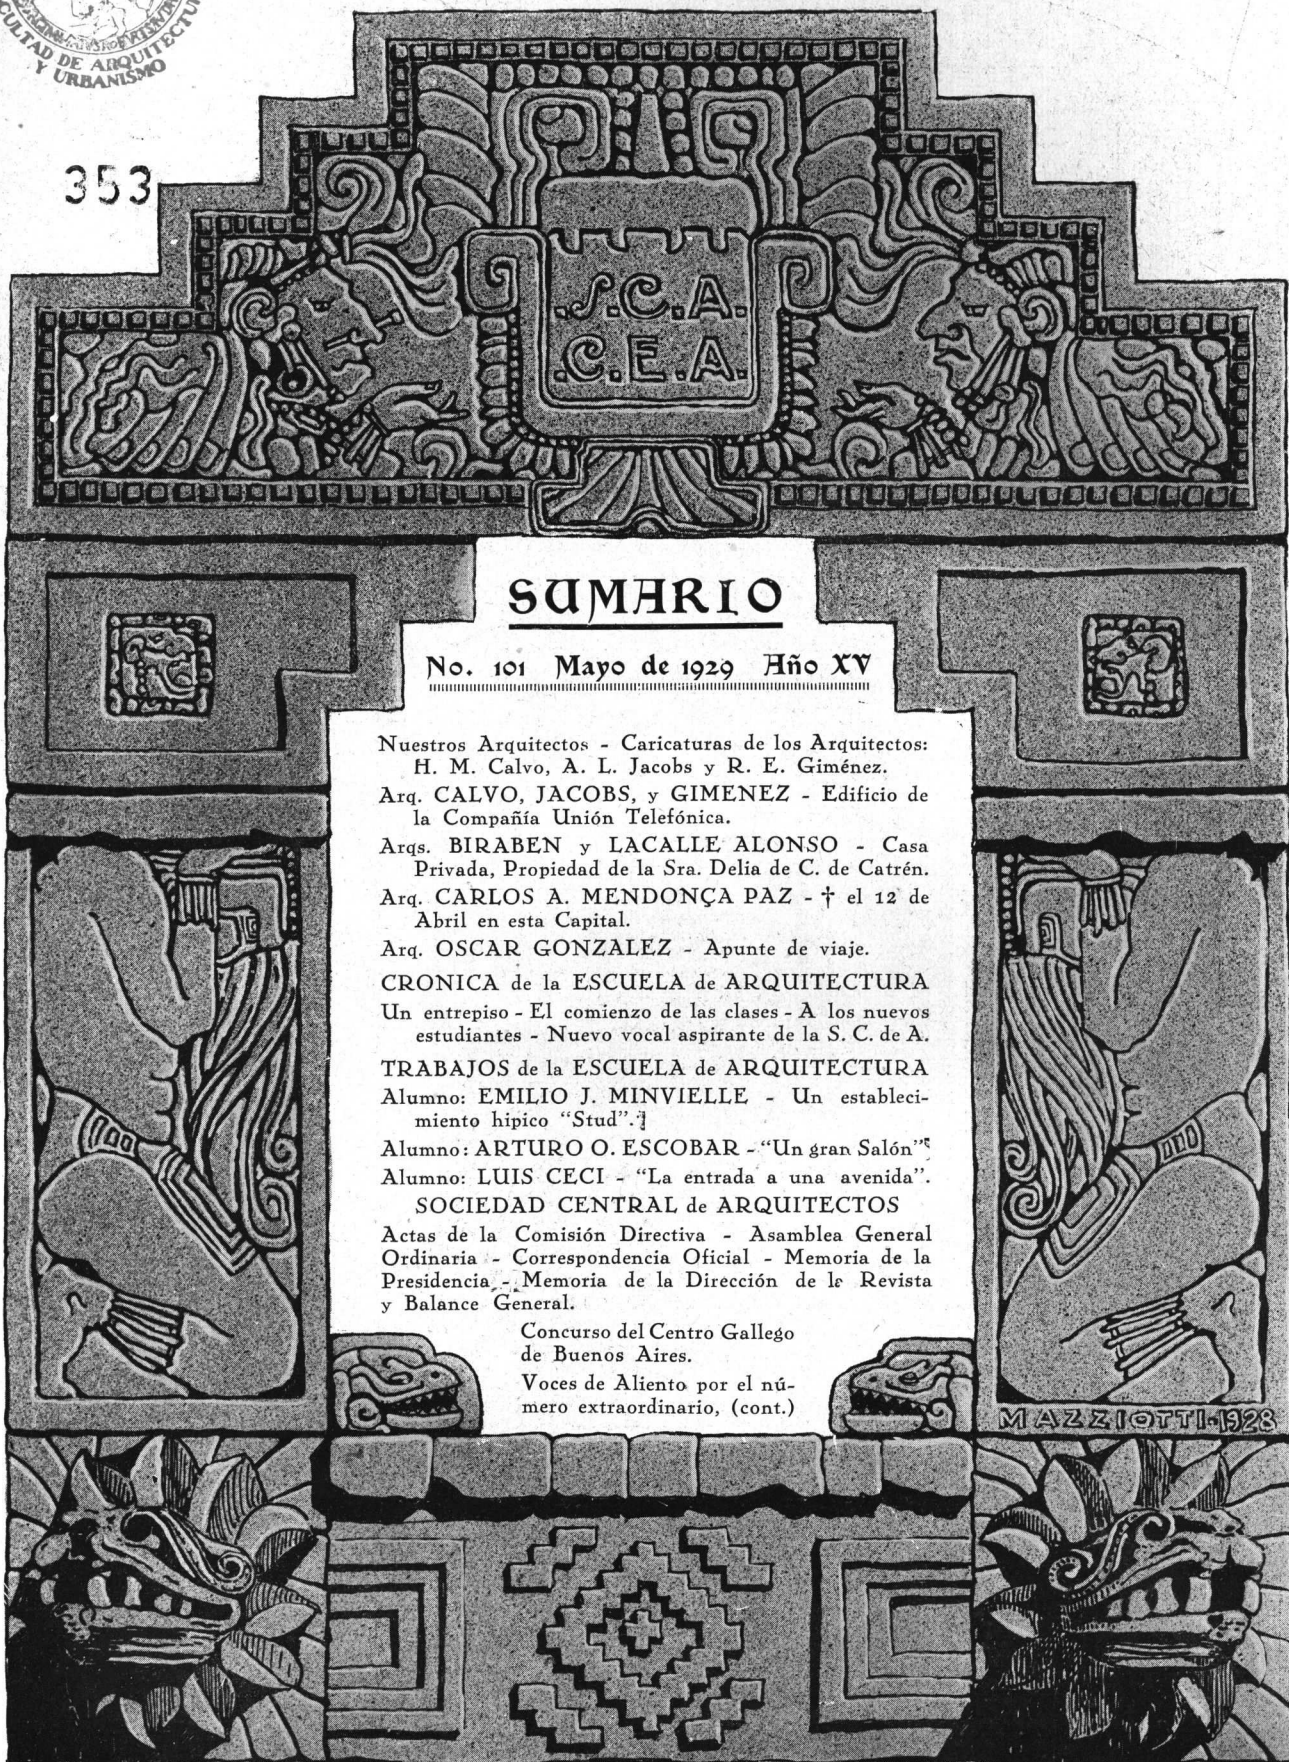 FACULTAD DE ARQUITECTURA
Y URBANISMO
353
.S.C.A.
.C.E.A.
SUMARIO
No. 101 Mayo de 1929 Año XV
Nuestros Arquitectos - Caricaturas de los Arquitectos:
H. M. Calvo, A. L. Jacobs y R. E. Giménez.
Arq. CALVO, JACOBS, y GIMENEZ - Edificio de
la Compañía Unión Telefónica.
Arqs. BIRABEN y LACALLE ALONSO - Casa
Privada, Propiedad de la Sra. Delia de C. de Catrén.
Arq. CARLOS A. MENDONÇA PAZ - † el 12 de
Abril en esta Capital.
Arq. OSCAR GONZALEZ - Apunte de viaje.
CRONICA de la ESCUELA de ARQUITECTURA
Un entrepiso - El comienzo de las clases - A los nuevos
estudiantes - Nuevo vocal aspirante de la S. C. de A.
TRABAJOS de la ESCUELA de ARQUITECTURA
Alumno: EMILIO J. MINVIELLE - Un estableci-
miento hipico “Stud”.
Alumno: ARTURO O. ESCOBAR - “Un gran Salón”
Alumno: LUIS CECI - “La entrada a una avenida”.
SOCIEDAD CENTRAL de ARQUITECTOS
Actas de la Comisión Directiva - Asamblea General
Ordinaria - Correspondencia Oficial - Memoria de la
Presidencia - Memoria de la Dirección de la Revista
y Balance General.
Concurso del Centro Gallego
de Buenos Aires.
Voces de Aliento por el nú-
mero extraordinario, (cont.)
MAZZIOTTI·1928